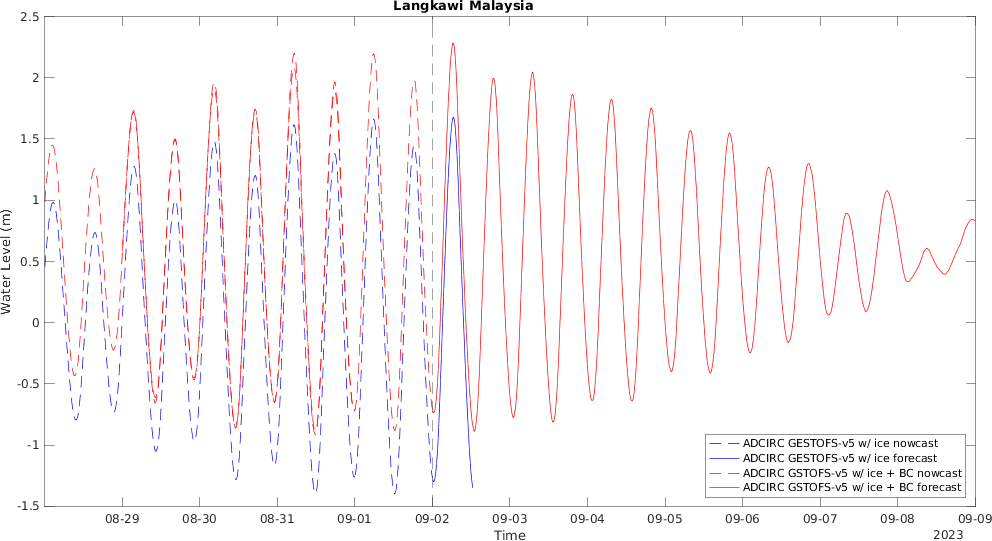 Langkawi Malaysia
2.5
2
1.5
1
0.5
0
-0.5
-1
-1.5
Water Level (m)
08-29 08-30 08-31 09-01 09-02 09-03 09-04 09-05 09-06 09-07 09-08 09-09
Time
2023
ADCIRC GESTOFS-v5 w/ ice nowcast
ADCIRC GESTOFS-v5 w/ ice forecast
ADCIRC GSTOFS-v5 w/ ice + BC nowcast
ADCIRC GSTOFS-v5 w/ ice + BC forecast